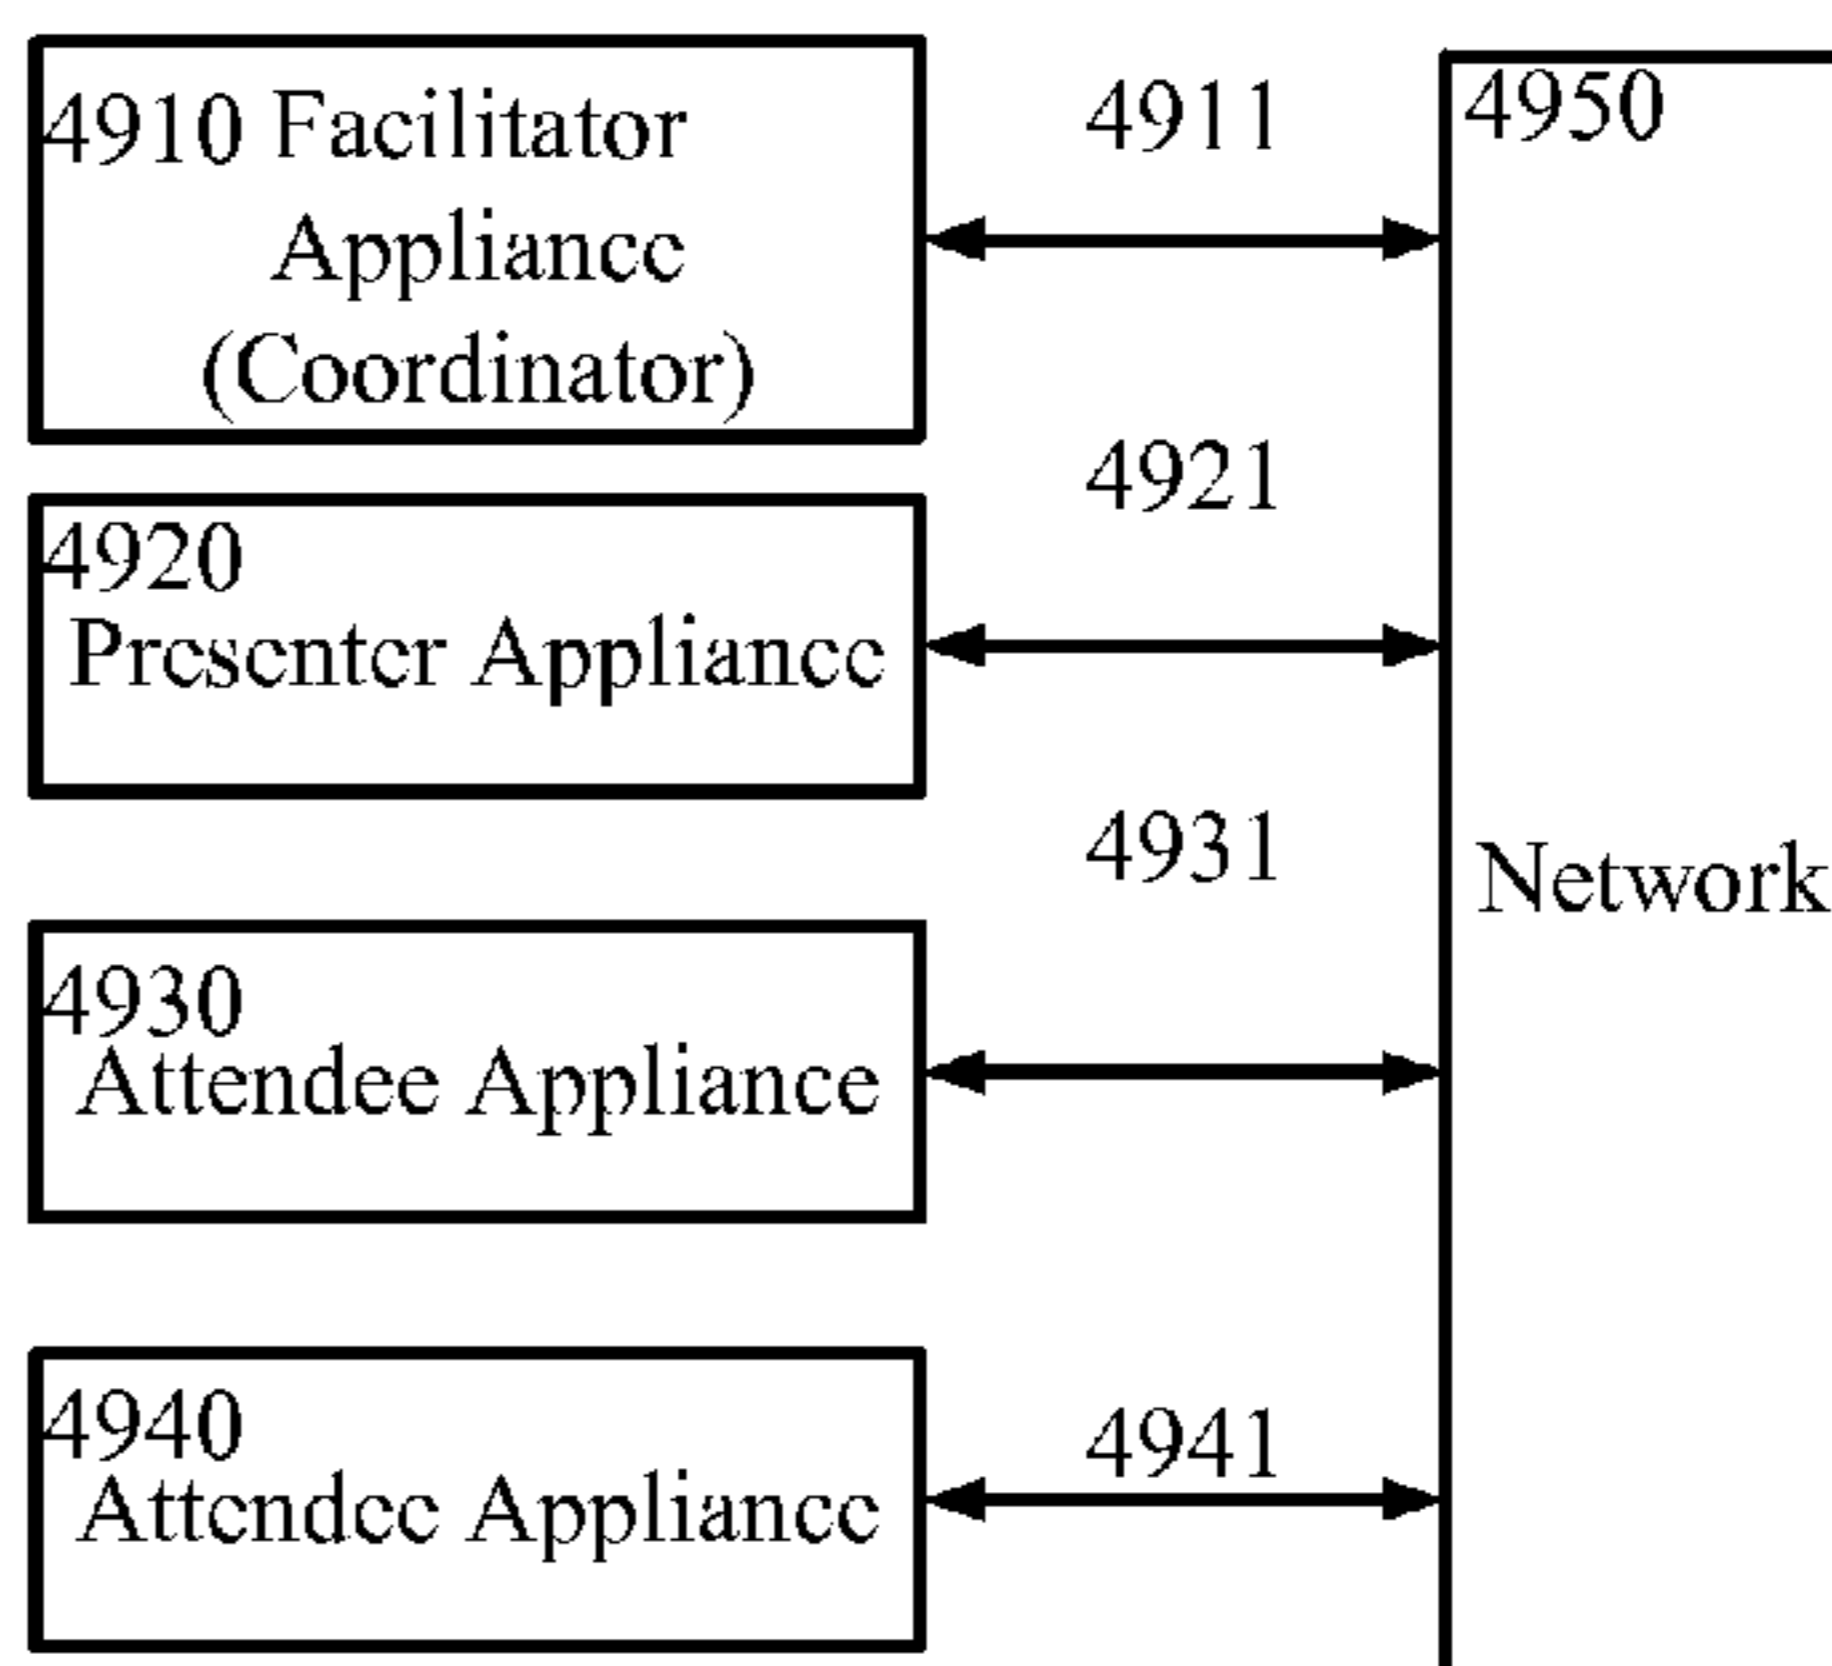 4910 Facilitator
Appliance
(Coordinator)
4911
4950
4921
4920
Presenter Appliance
4931
Network
4930
Attendee Appliance
4940
Attendee Appliance
4941